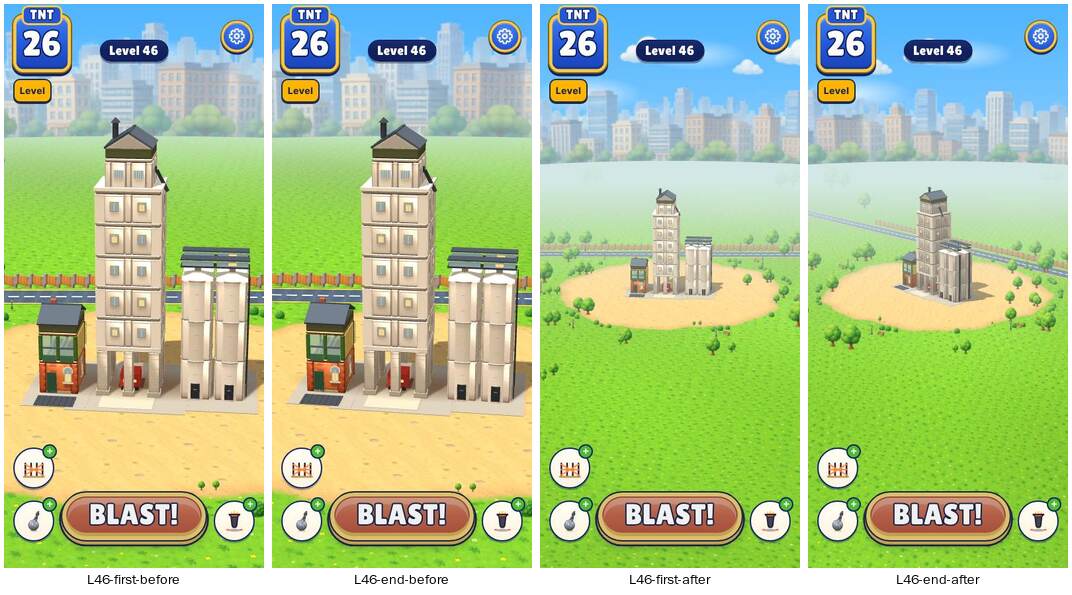 TNT
26
Level 46
Level
BLAST!
L46-first-before
TNT
26
Level 46
Level
BLAST!
L46-end-before
TNT
26
Level 46
Level
BLAST!
L46-first-after
TNT
26
Level 46
Level
BLAST!
L46-end-after